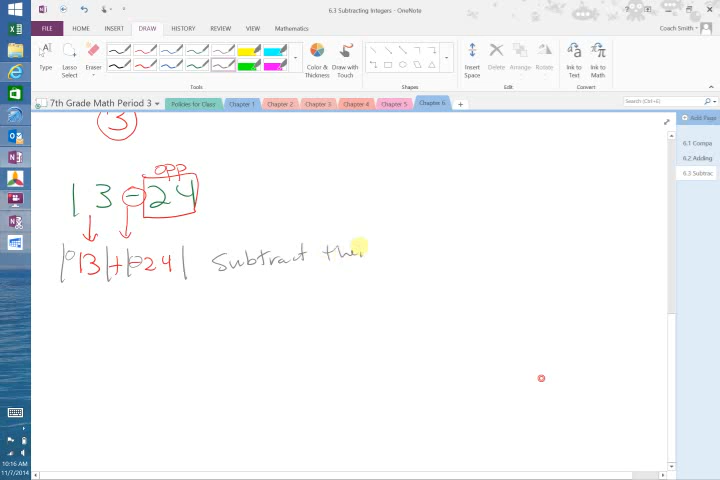 6.3 Subtracting Integers - OneNote
FILE HOME INSERT DRAW HISTORY REVIEW VIEW Mathematics
Coach Smith
Type Lasso Select Color & Thickness Draw with Touch Insert Space Delete Arrange Rotate Ink to Text Ink to Math
Tools Shapes Edit Convert
7th Grade Math Period 3 Policies for Class Chapter 1 Chapter 2 Chapter 3 Chapter 4 Chapter 5 Chapter 6 +
Search (Ctrl+E)
Add Page
6.1 Compa
6.2 Adding
6.3 Subtrac
3
opp
13 - 24
|13|+|-24| Subtract the
10:16 AM
11/7/2014